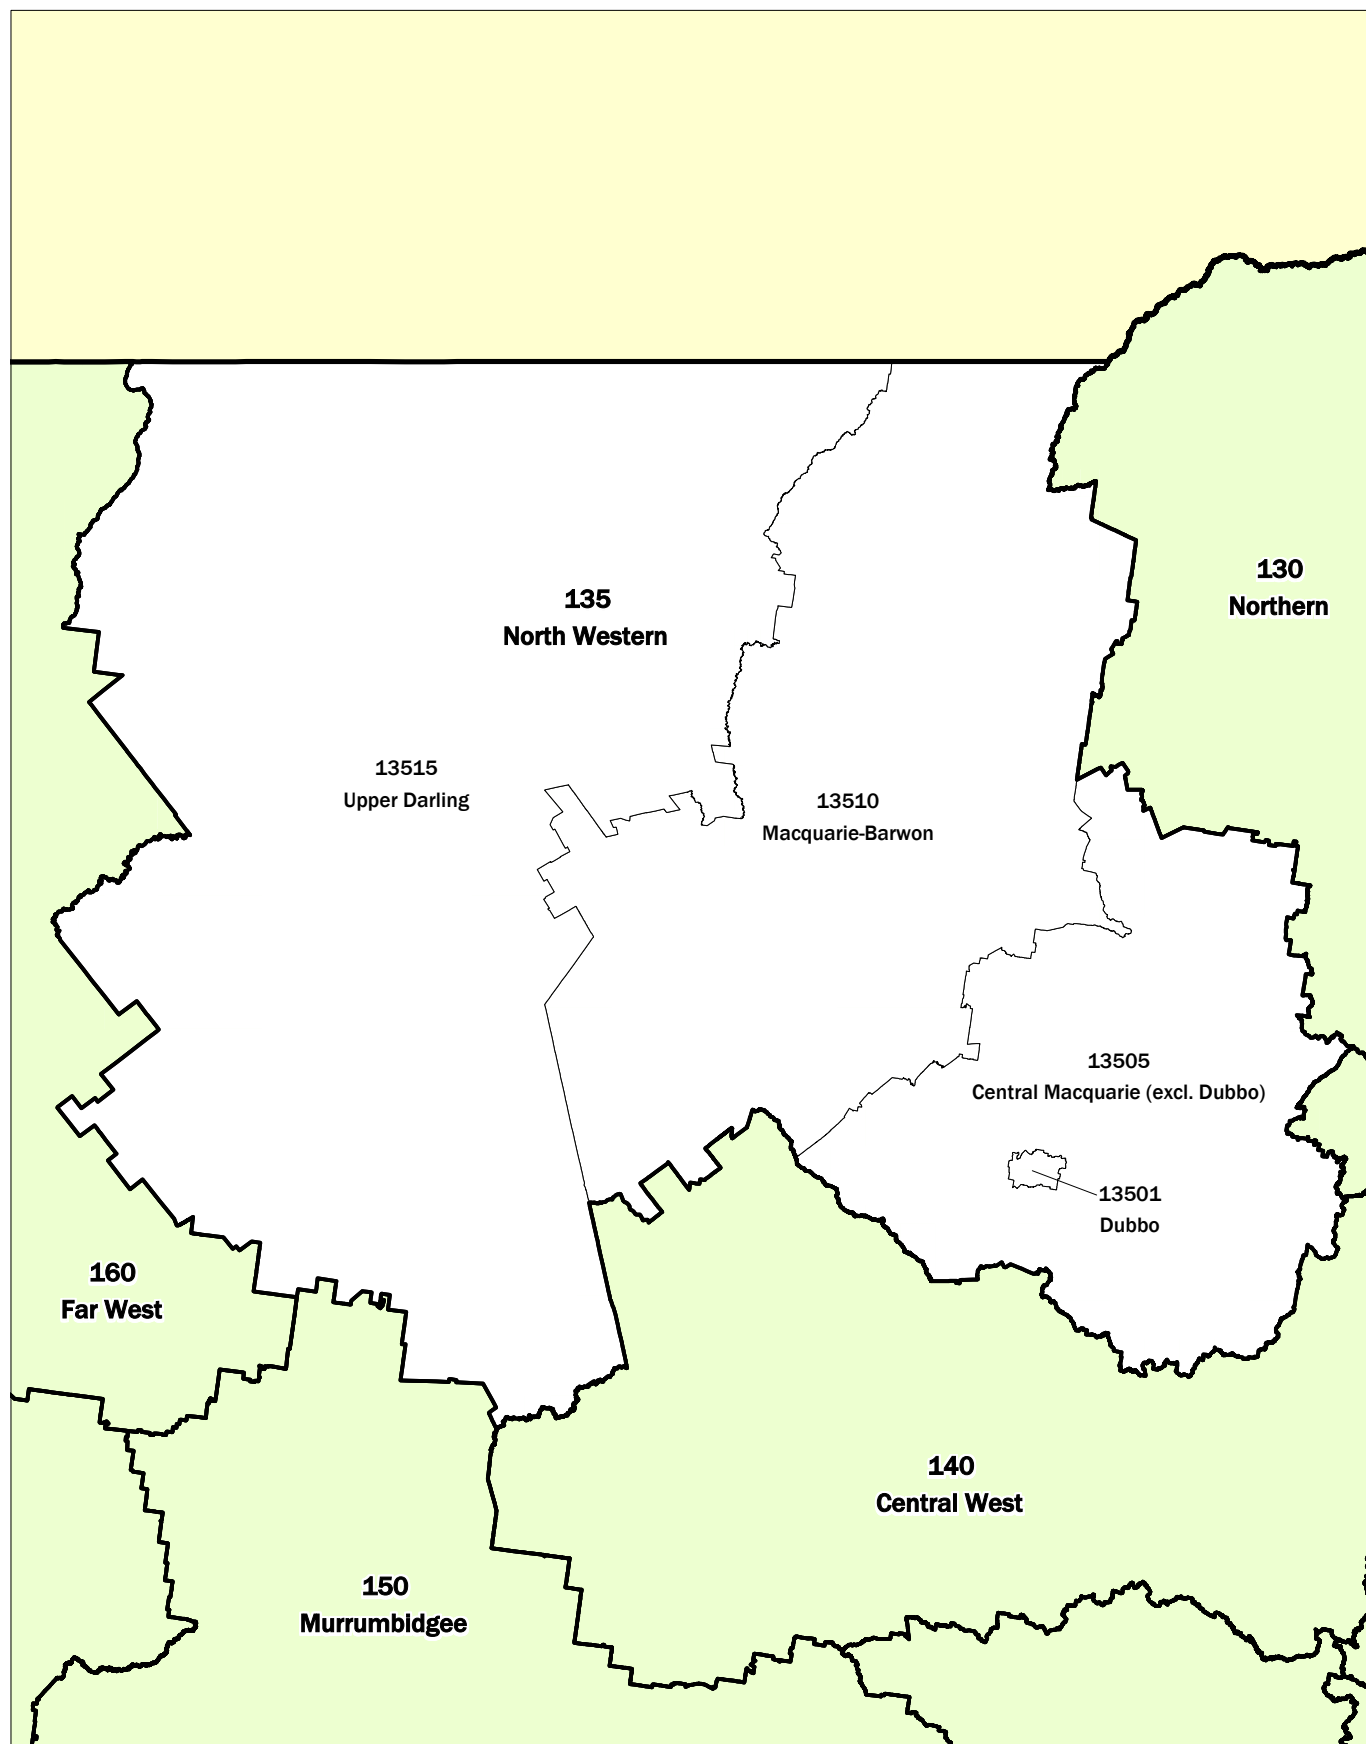 130
Northern
135
North Western
13515
Upper Darling
13510
Macquarie-Barwon
13505
Central Macquarie (excl. Dubbo)
13501
Dubbo
160
Far West
140
Central West
150
Murrumbidgee